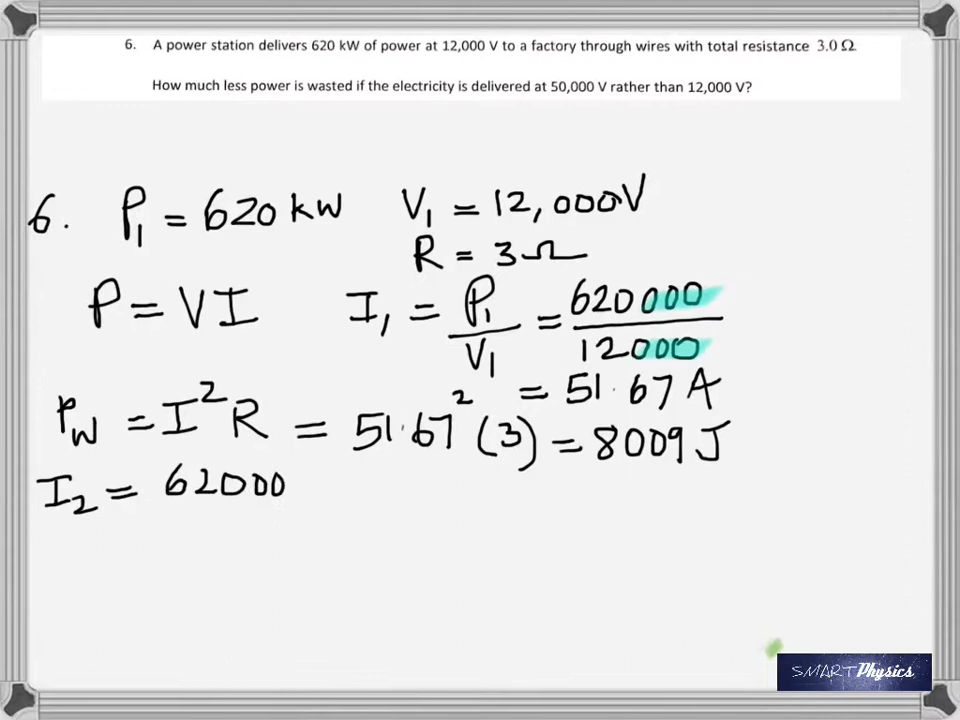 6. A power station delivers 620 kW of power at 12,000 V to a factory through wires with total resistance 3.0 Ω.
How much less power is wasted if the electricity is delivered at 50,000 V rather than 12,000 V?
6. P₁ = 620 kW V₁ = 12,000V
R = 3Ω
P = VI I₁ = P₁/V₁ = 620000/12000
= 51.67 A
P_W = I²R = 51.67² (3) = 8009 J
I₂ = 62000
SMART Physics